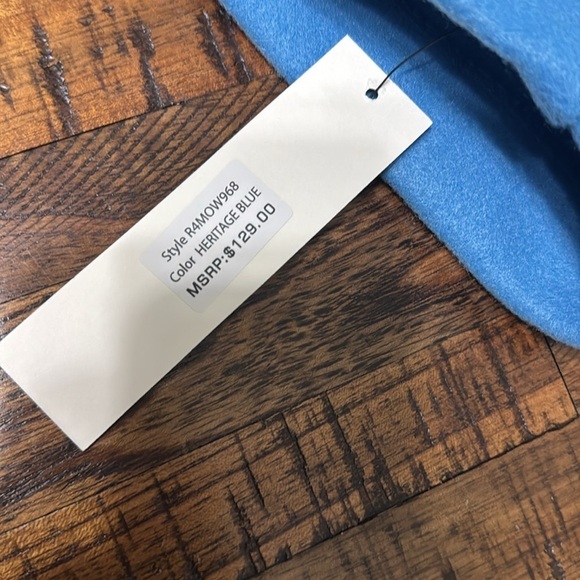 Style R4MOW968
Color HERITAGE BLUE
MSRP:$129.00